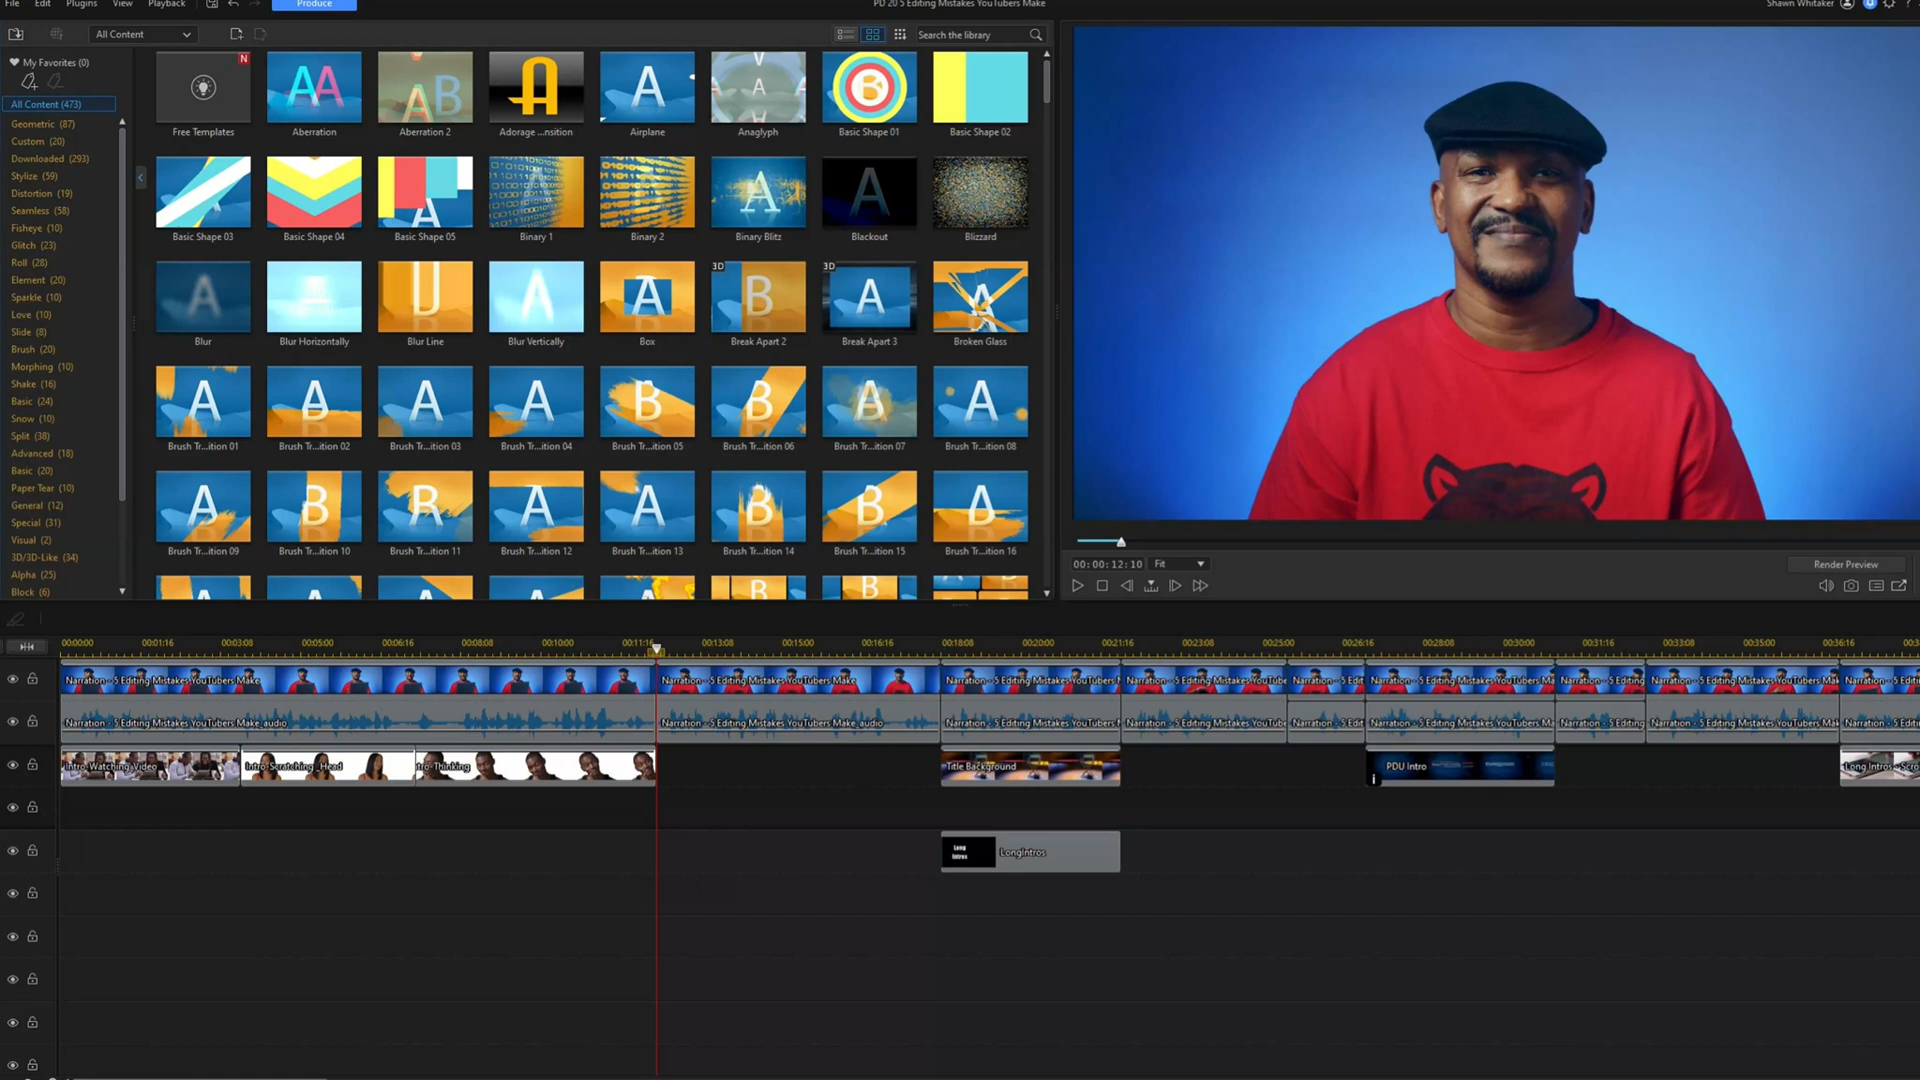 File Edit Plugins View Playback Produce PD 20 5 Editing Mistakes YouTubers Make Shawn Whitaker
All Content Search the library
My Favorites (0)
All Content (473)
Geometric (87)
Custom (20)
Downloaded (293)
Stylize (59)
Distortion (19)
Seamless (58)
Fisheye (10)
Glitch (23)
Roll (28)
Element (20)
Sparkle (10)
Love (10)
Slide (8)
Brush (20)
Morphing (10)
Shake (16)
Basic (24)
Snow (10)
Split (38)
Advanced (18)
Basic (20)
Paper Tear (10)
General (12)
Special (31)
Visual (2)
3D/3D-Like (34)
Alpha (25)
Block (6)
N
Free Templates Aberration Aberration 2 Adorage ...nsition Airplane Anaglyph Basic Shape 01 Basic Shape 02
Basic Shape 03 Basic Shape 04 Basic Shape 05 Binary 1 Binary 2 Binary Blitz Blackout Blizzard
3D 3D
Blur Blur Horizontally Blur Line Blur Vertically Box Break Apart 2 Break Apart 3 Broken Glass
Brush Tr...ition 01 Brush Tr...ition 02 Brush Tr...ition 03 Brush Tr...ition 04 Brush Tr...ition 05 Brush Tr...ition 06 Brush Tr...ition 07 Brush Tr...ition 08
Brush Tr...ition 09 Brush Tr...ition 10 Brush Tr...ition 11 Brush Tr...ition 12 Brush Tr...ition 13 Brush Tr...ition 14 Brush Tr...ition 15 Brush Tr...ition 16
00:00:12:10 Fit Render Preview
00:00:00 00:01:16 00:03:08 00:05:00 00:06:16 00:08:08 00:10:00 00:11:16 00:13:08 00:15:00 00:16:16 00:18:08 00:20:00 00:21:16 00:23:08 00:25:00 00:26:16 00:28:08 00:30:00 00:31:16 00:33:08 00:35:00 00:36:16
Narration - 5 Editing Mistakes YouTubers Make Narration - 5 Editing Mistakes YouTubers Make Narration - 5 Editing Mistakes YouTubers Narration - 5 Editing Mistakes YouTube Narration - 5 Edit Narration - 5 Editing Mistakes YouTubers Ma Narration - 5 Editing Narration - 5 Editing Mistakes YouTubers Mal Narration - 5
Narration - 5 Editing Mistakes YouTubers Make_audio Narration - 5 Editing Mistakes YouTubers Make_audio Narration - 5 Editing Mistakes YouTubers Narration - 5 Editing Mistakes YouTube Narration - 5 Edit Narration - 5 Editing Mistakes YouTubers Ma Narration - 5 Editing Narration - 5 Editing Mistakes YouTubers Mal Narration - 5
Intro-Watching Video Intro-Scratching_Head tro-Thinking Title Background PDU Intro Long Intros - Scro
Long
Intros
LongIntros